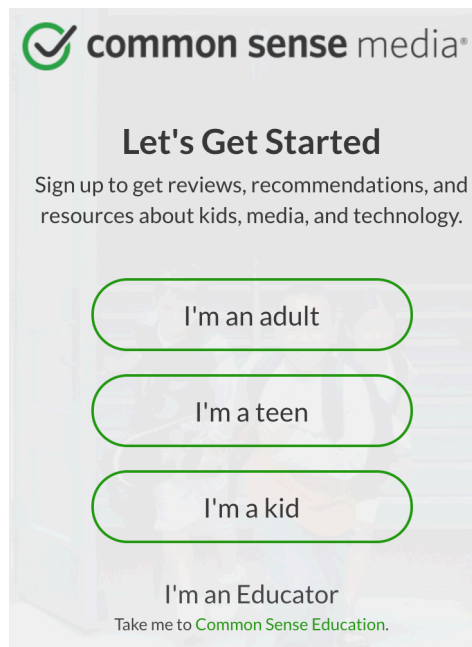 common sense media®
Let's Get Started
Sign up to get reviews, recommendations, and
resources about kids, media, and technology.
I'm an adult
I'm a teen
I'm a kid
I'm an Educator
Take me to Common Sense Education.